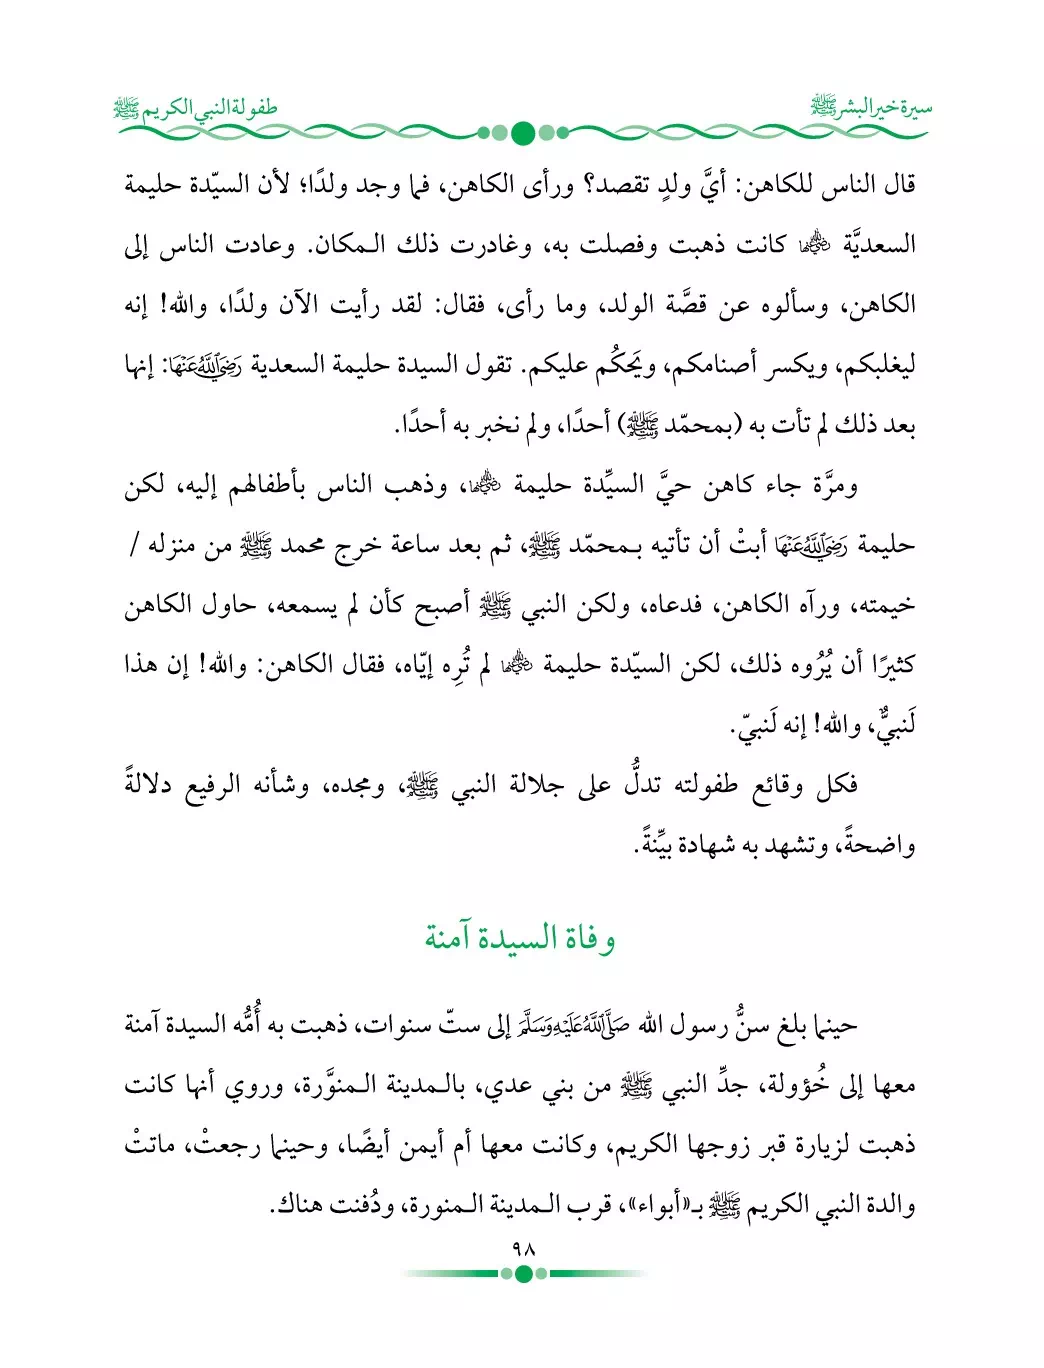 سيرة خير البشر ﷺ
طفولة النبي الكريم ﷺ
قال الناس للكاهن: أيَّ ولدٍ تقصد؟ ورأى الكاهن، فما وجد ولدًا؛ لأن السيّدة حليمة
السعديَّة رضي الله عنها كانت ذهبت وفصلت به، وغادرت ذلك الـمكان. وعادت الناس إلى
الكاهن، وسألوه عن قصَّة الولد، وما رأى، فقال: لقد رأيت الآن ولدًا، والله! إنه
ليغلبكم، ويكسر أصنامكم، ويَحكُم عليكم. تقول السيدة حليمة السعدية رَضِيَ اللَّهُ عَنْهَا: إنها
بعد ذلك لم تأت به (بمحمّد ﷺ) أحدًا، ولم نخبر به أحدًا.
ومرَّة جاء كاهن حيَّ السيِّدة حليمة رضي الله عنها، وذهب الناس بأطفالهم إليه، لكن
حليمة رَضِيَ اللَّهُ عَنْهَا أبتْ أن تأتيه بـمحمّد ﷺ، ثم بعد ساعة خرج محمد ﷺ من منزله /
خيمته، ورآه الكاهن، فدعاه، ولكن النبي ﷺ أصبح كأن لم يسمعه، حاول الكاهن
كثيرًا أن يُرُوه ذلك، لكن السيّدة حليمة رضي الله عنها لم تُرِه إيّاه، فقال الكاهن: والله! إن هذا
لَنبيٌّ، والله! إنه لَنبيّ.
فكل وقائع طفولته تدلُّ على جلالة النبي ﷺ، ومجده، وشأنه الرفيع دلالةً
واضحةً، وتشهد به شهادة بيِّنةً.
وفاة السيدة آمنة
حينما بلغ سنُّ رسول الله صَلَّى اللَّهُ عَلَيْهِ وَسَلَّمَ إلى ستّ سنوات، ذهبت به أُمُّه السيدة آمنة
معها إلى خُؤولة، جدِّ النبي ﷺ من بني عدي، بالـمدينة الـمنوَّرة، وروي أنها كانت
ذهبت لزيارة قبر زوجها الكريم، وكانت معها أم أيمن أيضًا، وحينما رجعتْ، ماتتْ
والدة النبي الكريم ﷺ بـ«أبواء»، قرب الـمدينة الـمنورة، ودُفنت هناك.
٩٨